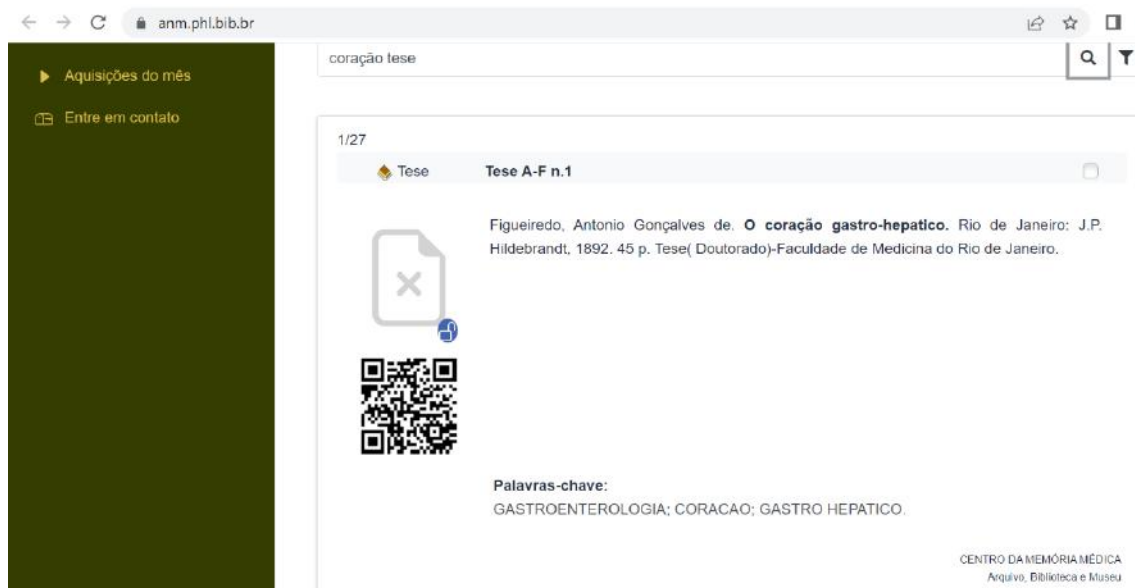 anm.phl.bib.br
Aquisições do mês
Entre em contato
coração tese
1/27
Tese
Tese A-F n.1
Figueiredo, Antonio Gonçalves de. O coração gastro-hepatico. Rio de Janeiro: J.P.
Hildebrandt, 1892. 45 p. Tese( Doutorado)-Faculdade de Medicina do Rio de Janeiro.
Palavras-chave:
GASTROENTEROLOGIA; CORACAO; GASTRO HEPATICO.
CENTRO DA MEMÓRIA MÉDICA
Arquivo, Biblioteca e Museu